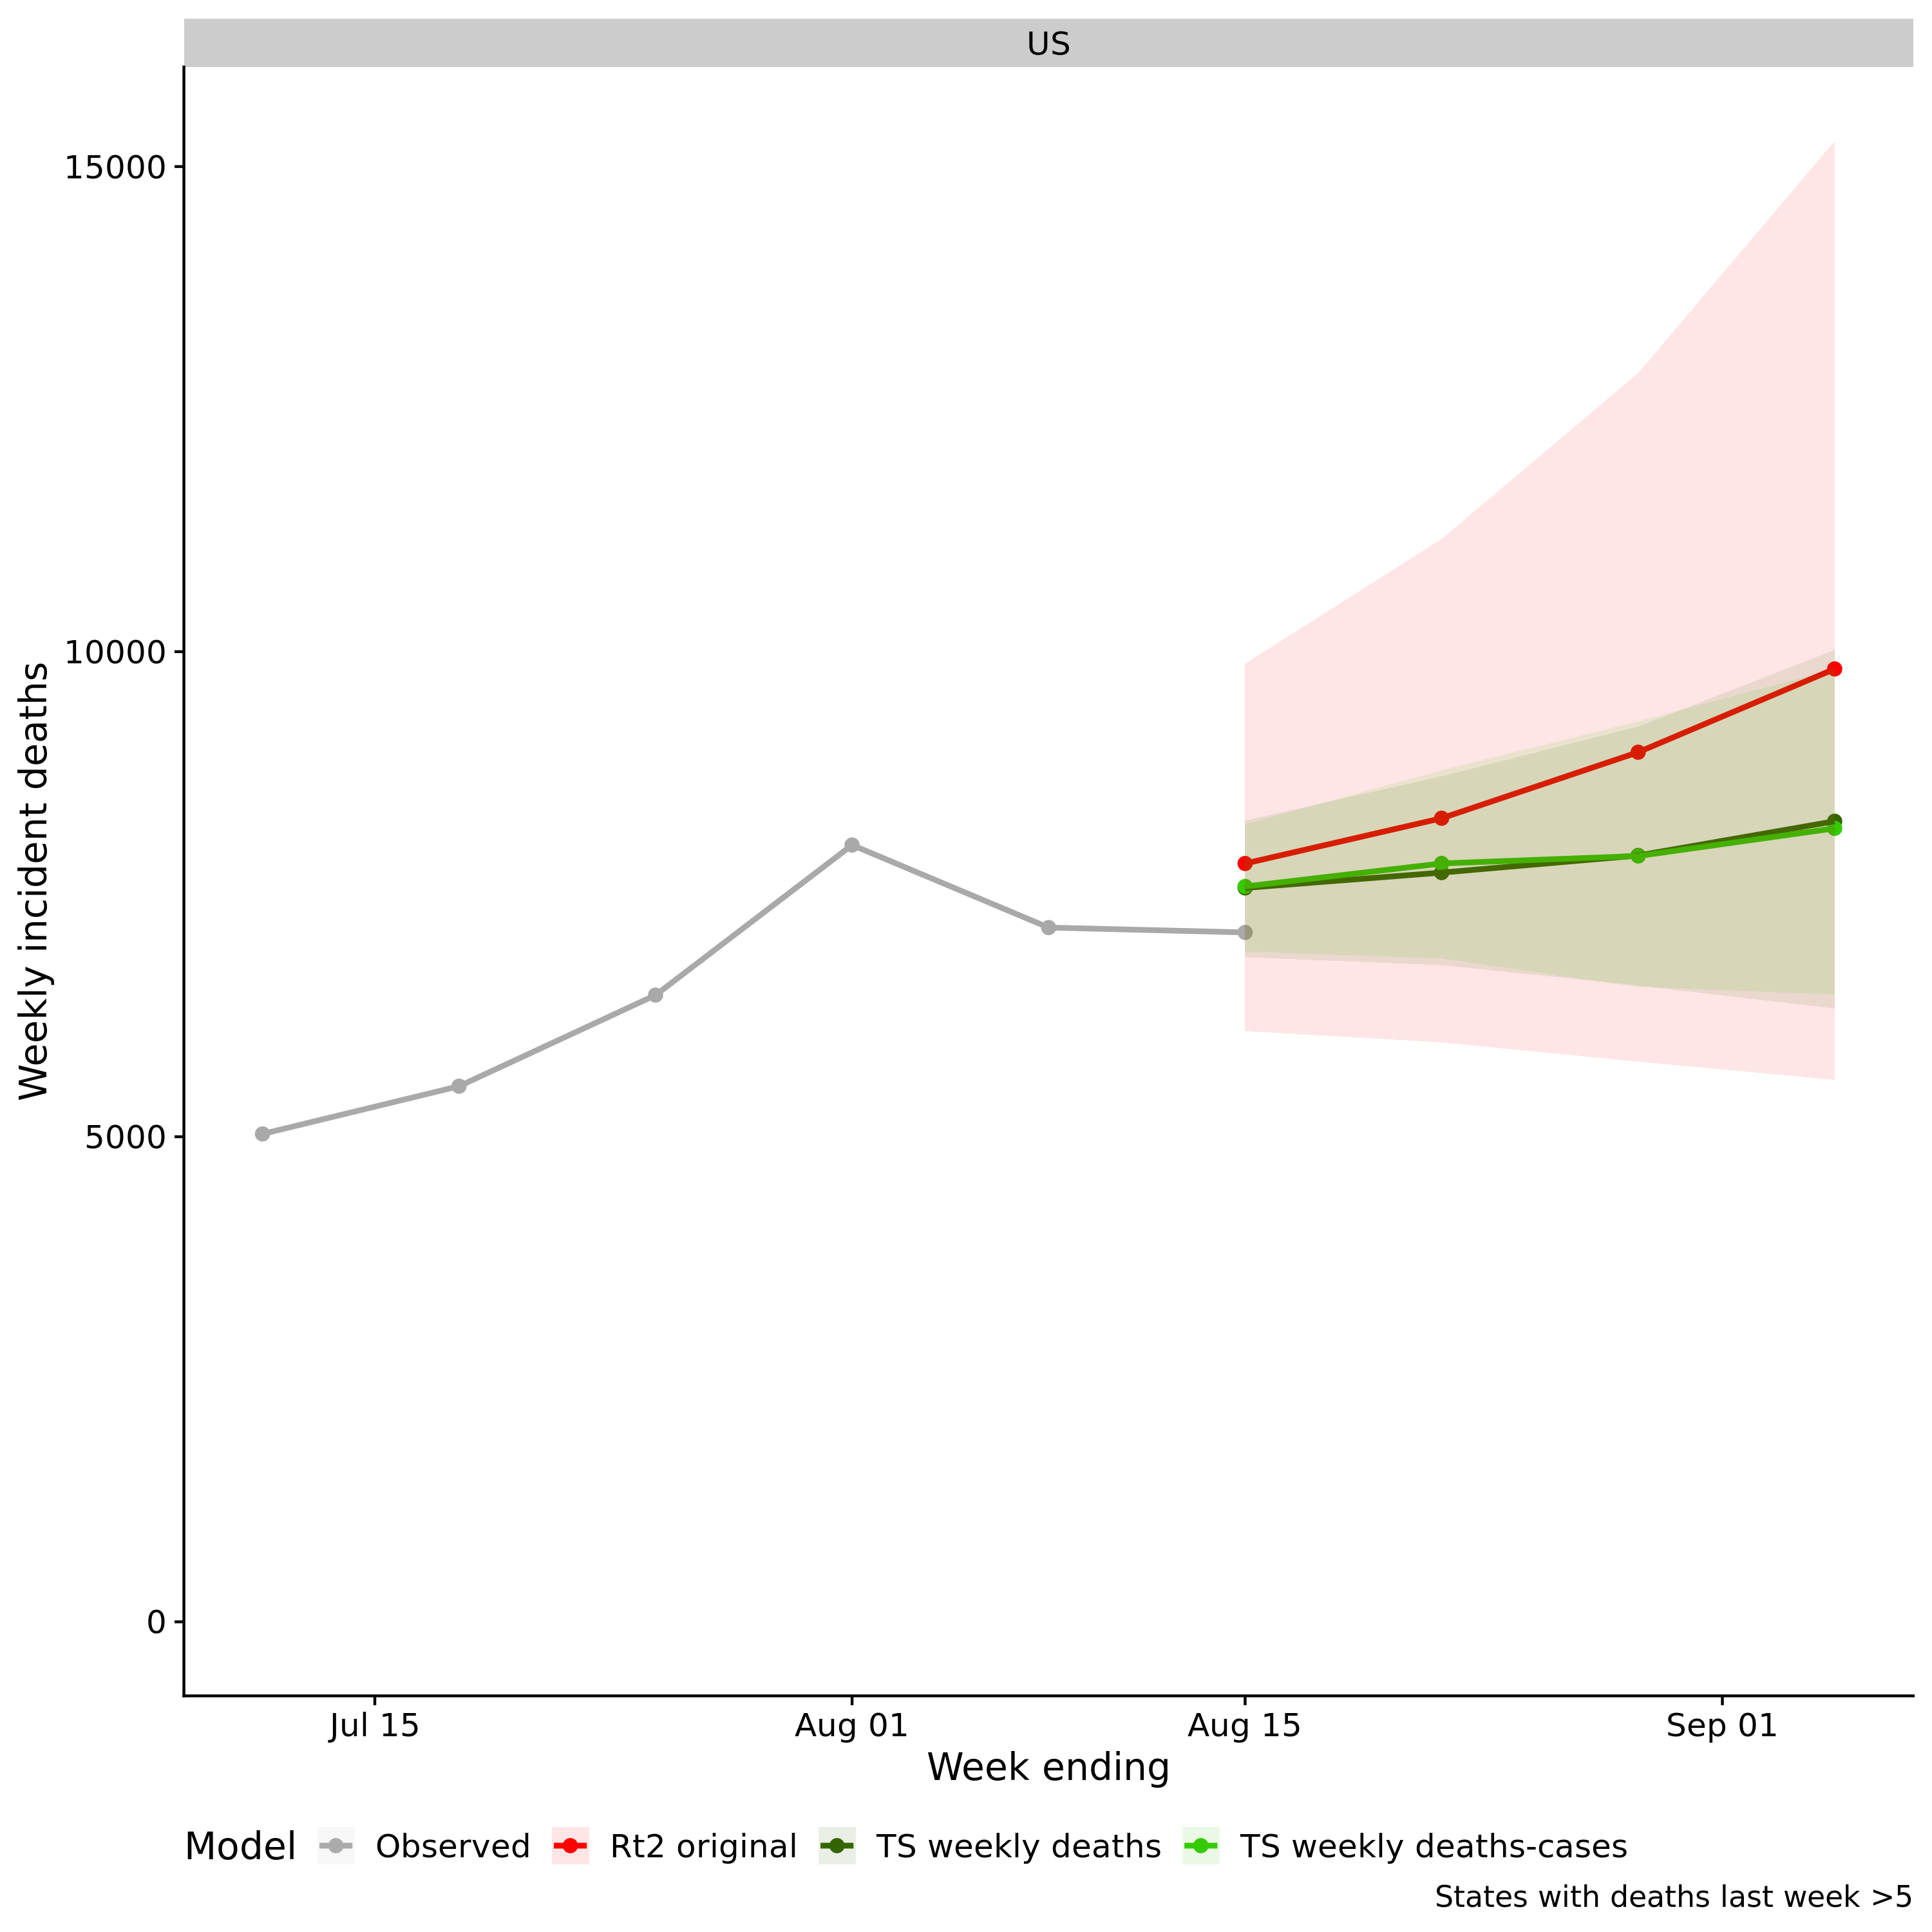 US
Weekly incident deaths
15000
10000
5000
0
Jul 15
Aug 01
Aug 15
Sep 01
Week ending
Model Observed Rt2 original TS weekly deaths TS weekly deaths-cases
States with deaths last week >5